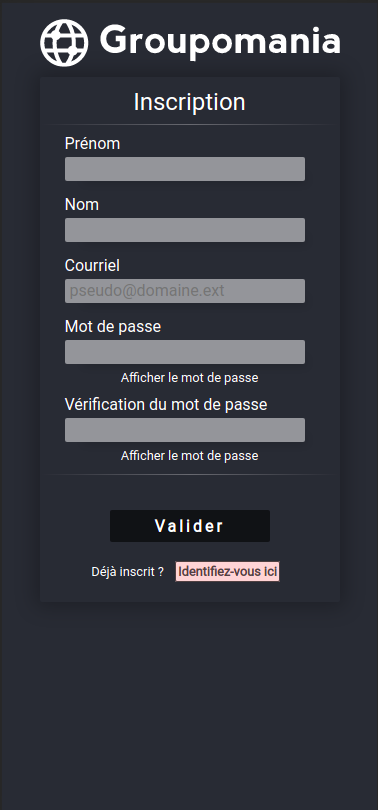 Groupomania
Inscription
Prénom
Nom
Courriel
pseudo@domaine.ext
Mot de passe
Afficher le mot de passe
Vérification du mot de passe
Afficher le mot de passe
Valider
Déjà inscrit ? Identifiez-vous ici